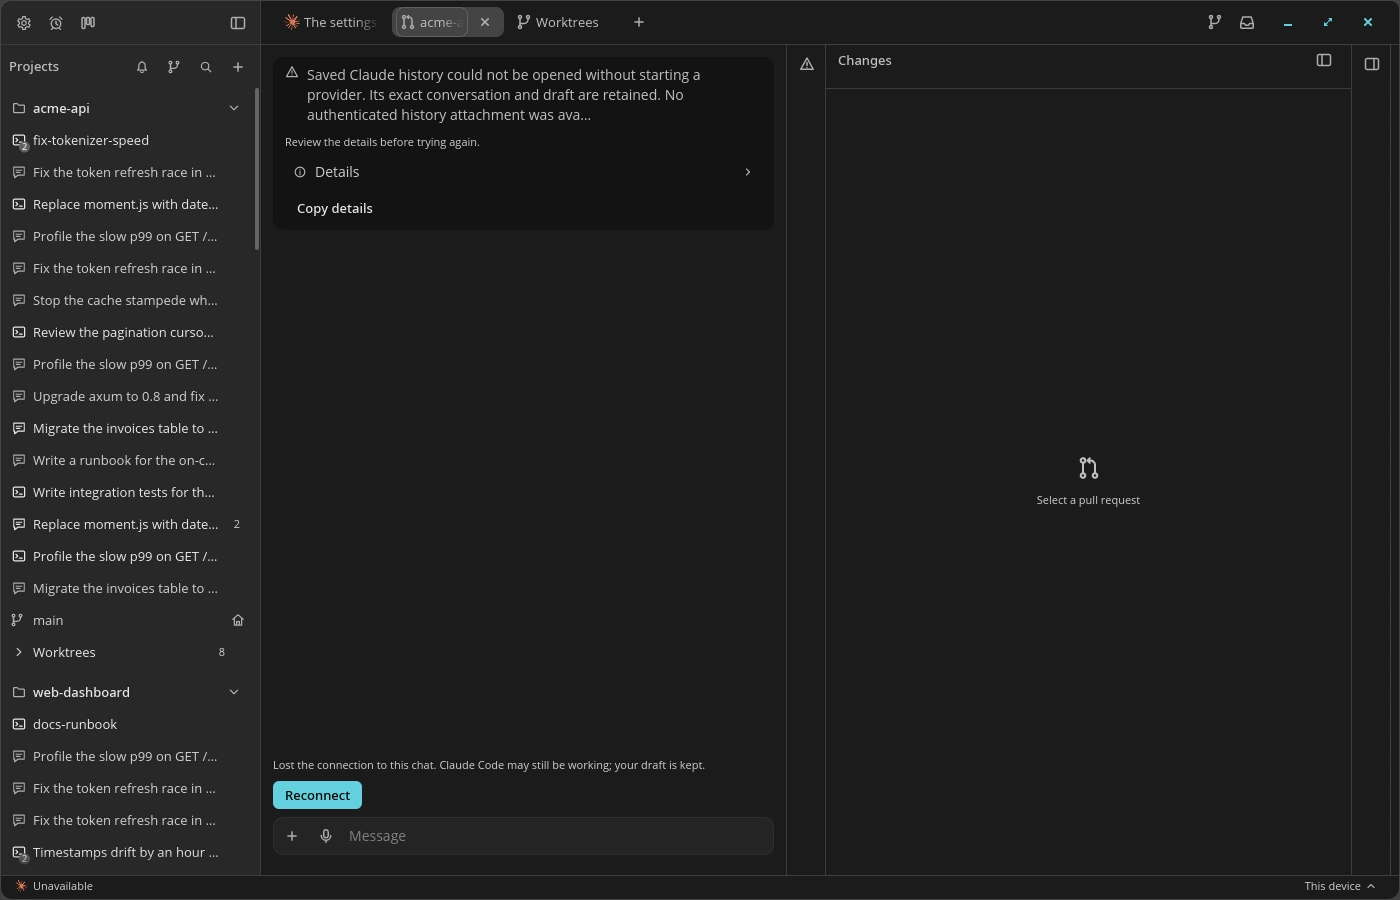 The settings
acme-a
Worktrees
Projects
acme-api
2
fix-tokenizer-speed
Fix the token refresh race in ...
Replace moment.js with date...
Profile the slow p99 on GET /...
Fix the token refresh race in ...
Stop the cache stampede wh...
Review the pagination curso...
Profile the slow p99 on GET /...
Upgrade axum to 0.8 and fix ...
Migrate the invoices table to ...
Write a runbook for the on-c...
Write integration tests for th...
Replace moment.js with date... 2
Profile the slow p99 on GET /...
Migrate the invoices table to ...
main
Worktrees 8
web-dashboard
docs-runbook
Profile the slow p99 on GET /...
Fix the token refresh race in ...
Fix the token refresh race in ...
2
Timestamps drift by an hour ...
Saved Claude history could not be opened without starting a
provider. Its exact conversation and draft are retained. No
authenticated history attachment was ava...
Review the details before trying again.
Details
Copy details
Lost the connection to this chat. Claude Code may still be working; your draft is kept.
Reconnect
Message
Changes
Select a pull request
Unavailable
This device